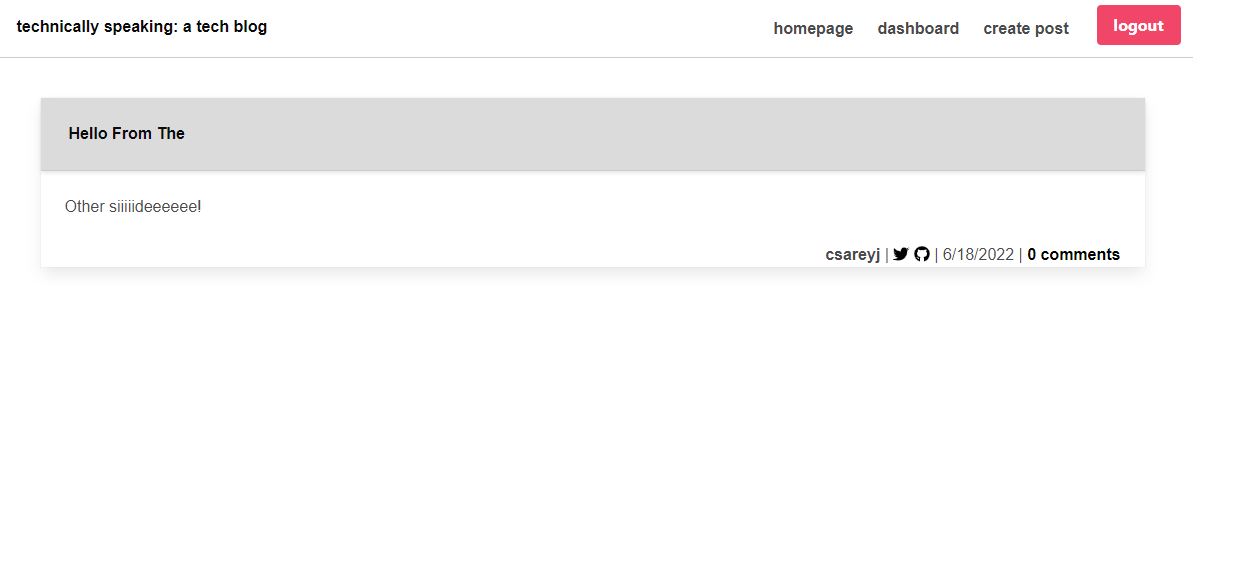 technically speaking: a tech blog homepage dashboard create post logout
Hello From The
Other siiiiideeeeee!
csareyj | | 6/18/2022 | 0 comments